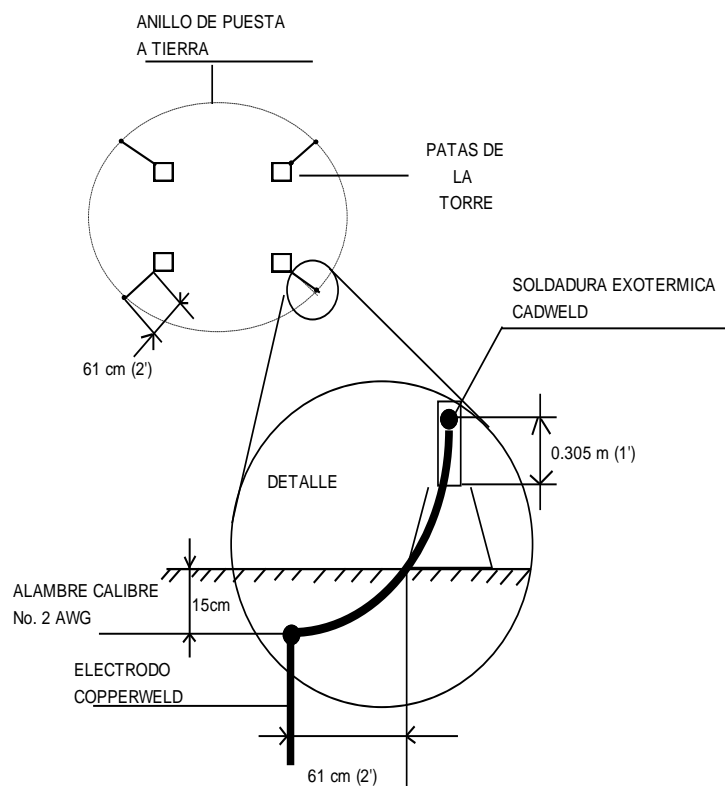 ANILLO DE PUESTA
A TIERRA
PATAS DE
LA
TORRE
SOLDADURA EXOTERMICA
CADWELD
61 cm (2')
0.305 m (1')
DETALLE
ALAMBRE CALIBRE
No. 2 AWG
15cm
ELECTRODO
COPPERWELD
61 cm (2')